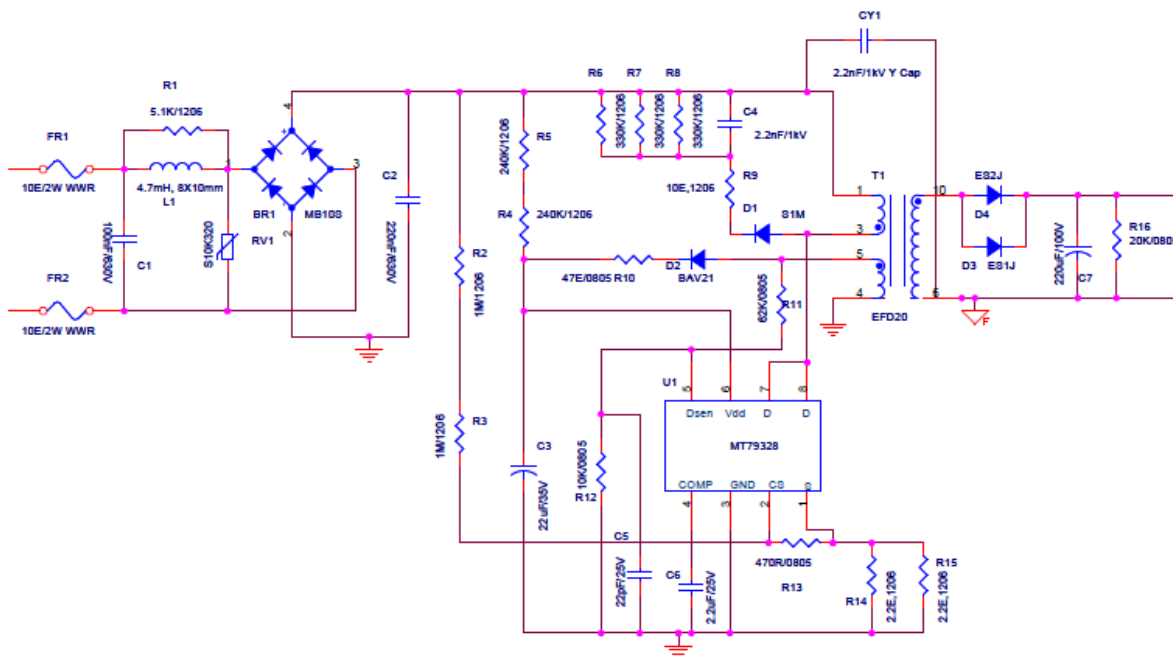 CY1
2.2nF/1kV Y Cap
R1
5.1K/1206
FR1
10E/2W WWR
4.7mH, 8X10mm
L1
1
4
3
2
BR1
MB10S
RV1
S10K320
100nF/630V
C1
FR2
10E/2W WWR
C2
220nF/630V
R2
1M/1206
R3
1M/1206
R5
240K/1206
R4
240K/1206
R6
R7
R8
330K/1206
330K/1206
330K/1206
C4
2.2nF/1kV
R9
10E,1206
D1
S1M
47E/0805
R10
D2
BAV21
62K/0805
R11
T1
1
3
5
4
10
6
EFD20
ES2J
D4
D3
ES1J
220uF/100V
C7
R16
20K/0805
F
U1
5
6
7
8
Dsen
Vdd
D
D
MT79328
COMP
GND
CS
S
4
3
2
1
C3
22uF/35V
10K/0805
R12
C5
22pF/25V
C6
2.2uF/25V
470R/0805
R13
R14
2.2E,1206
R15
2.2E,1206